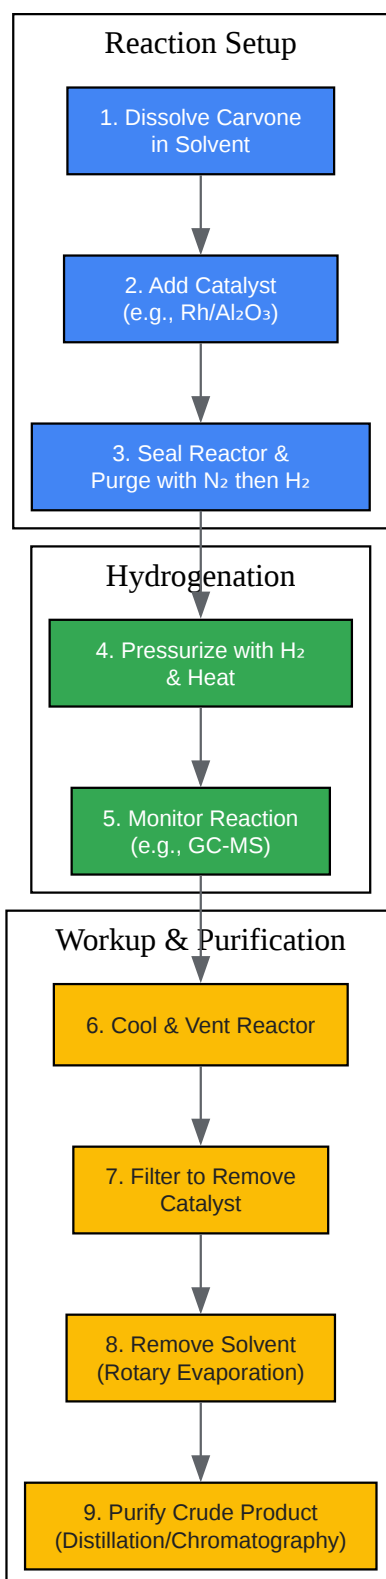 Reaction Setup
1. Dissolve Carvone
in Solvent
2. Add Catalyst
(e.g., Rh/Al₂O₃)
3. Seal Reactor &
Purge with N₂ then H₂
Hydrogenation
4. Pressurize with H₂
& Heat
5. Monitor Reaction
(e.g., GC-MS)
Workup & Purification
6. Cool & Vent Reactor
7. Filter to Remove
Catalyst
8. Remove Solvent
(Rotary Evaporation)
9. Purify Crude Product
(Distillation/Chromatography)